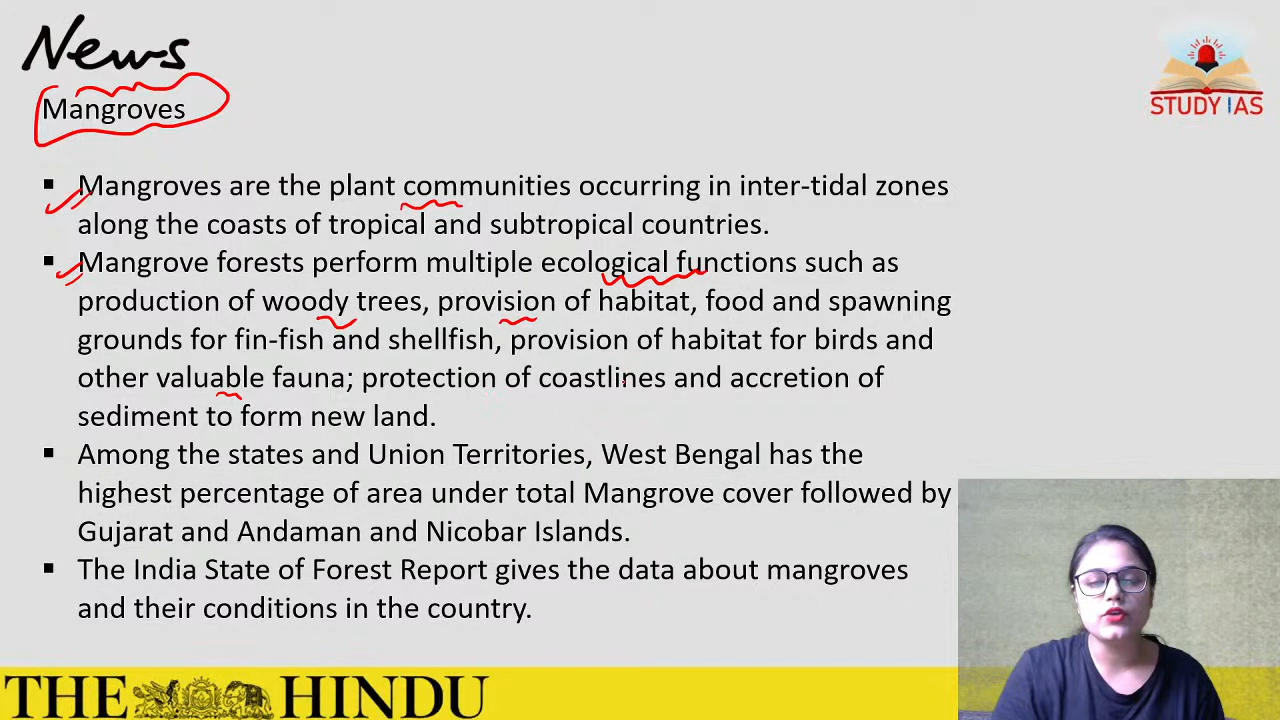 News
STUDY IAS
Mangroves
▪ Mangroves are the plant communities occurring in inter-tidal zones
along the coasts of tropical and subtropical countries.
▪ Mangrove forests perform multiple ecological functions such as
production of woody trees, provision of habitat, food and spawning
grounds for fin-fish and shellfish, provision of habitat for birds and
other valuable fauna; protection of coastlines and accretion of
sediment to form new land.
▪ Among the states and Union Territories, West Bengal has the
highest percentage of area under total Mangrove cover followed by
Gujarat and Andaman and Nicobar Islands.
▪ The India State of Forest Report gives the data about mangroves
and their conditions in the country.
THE HINDU